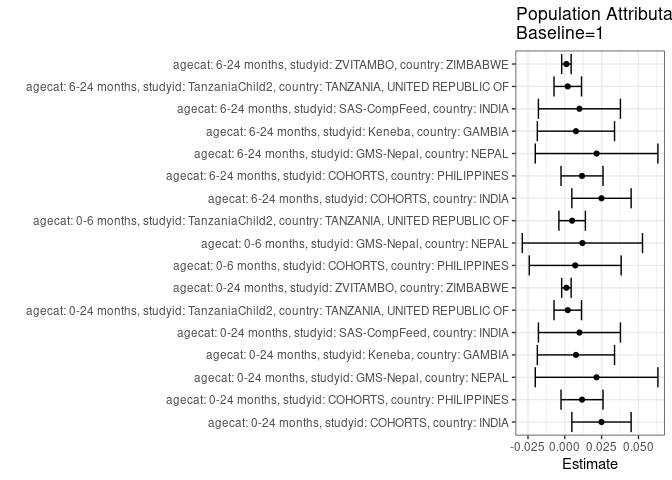 Population Attributa
Baseline=1
agecat: 6-24 months, studyid: ZVITAMBO, country: ZIMBABWE
agecat: 6-24 months, studyid: TanzaniaChild2, country: TANZANIA, UNITED REPUBLIC OF
agecat: 6-24 months, studyid: SAS-CompFeed, country: INDIA
agecat: 6-24 months, studyid: Keneba, country: GAMBIA
agecat: 6-24 months, studyid: GMS-Nepal, country: NEPAL
agecat: 6-24 months, studyid: COHORTS, country: PHILIPPINES
agecat: 6-24 months, studyid: COHORTS, country: INDIA
agecat: 0-6 months, studyid: TanzaniaChild2, country: TANZANIA, UNITED REPUBLIC OF
agecat: 0-6 months, studyid: GMS-Nepal, country: NEPAL
agecat: 0-6 months, studyid: COHORTS, country: PHILIPPINES
agecat: 0-24 months, studyid: ZVITAMBO, country: ZIMBABWE
agecat: 0-24 months, studyid: TanzaniaChild2, country: TANZANIA, UNITED REPUBLIC OF
agecat: 0-24 months, studyid: SAS-CompFeed, country: INDIA
agecat: 0-24 months, studyid: Keneba, country: GAMBIA
agecat: 0-24 months, studyid: GMS-Nepal, country: NEPAL
agecat: 0-24 months, studyid: COHORTS, country: PHILIPPINES
agecat: 0-24 months, studyid: COHORTS, country: INDIA
-0.025 0.000 0.025 0.050
Estimate